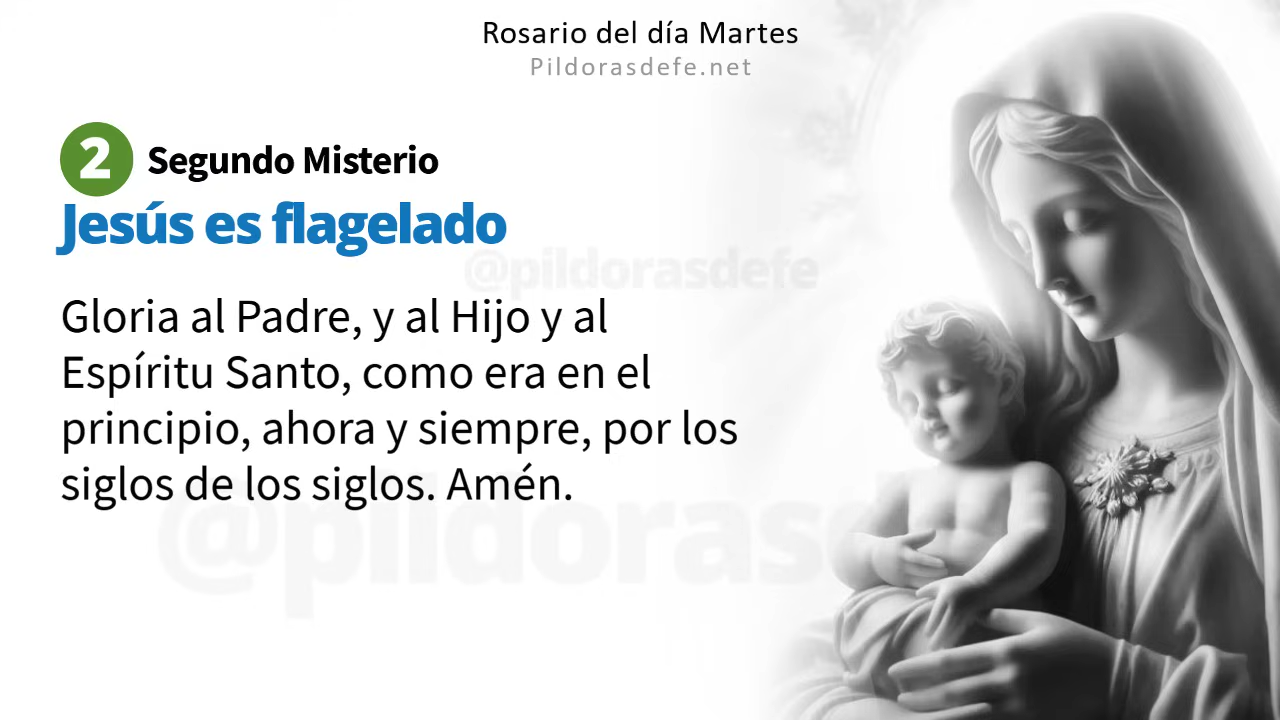 Rosario del día Martes
Pildorasdefe.net
2 Segundo Misterio
Jesús es flagelado
@pildorasdefe
Gloria al Padre, y al Hijo y al
Espíritu Santo, como era en el
principio, ahora y siempre, por los
siglos de los siglos. Amén.
@pildorasde